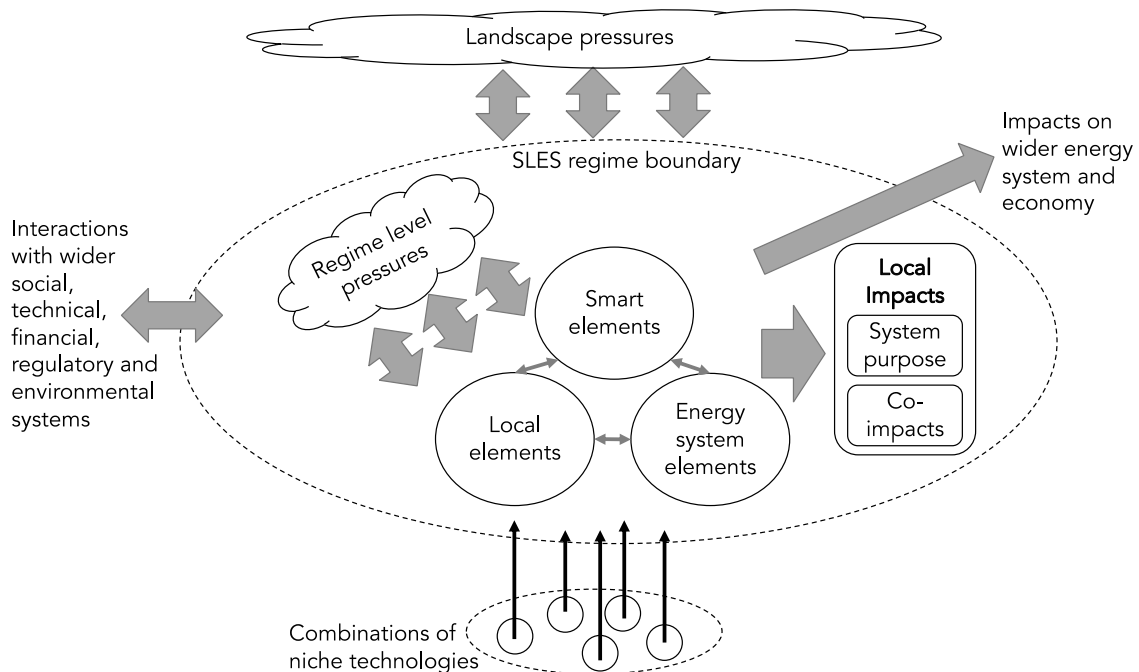 Landscape pressures
SLES regime boundary
Impacts on
wider energy
system and
economy
Regime level
pressures
Interactions
with wider
social,
technical,
financial,
regulatory and
environmental
systems
Smart
elements
Local
elements
Energy
system
elements
Local
Impacts
System
purpose
Co-
impacts
Combinations of
niche technologies